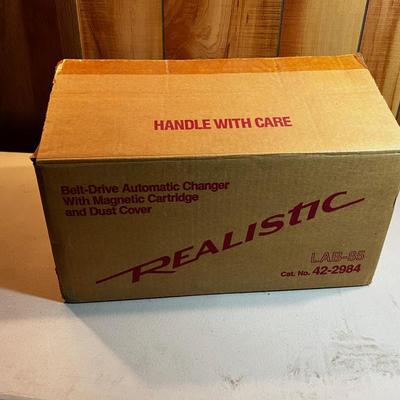 HANDLE WITH CARE
Belt-Drive Automatic Changer
With Magnetic Cartridge
and Dust Cover
REALISTIC
LAB-65
Cat. No. 42-2984